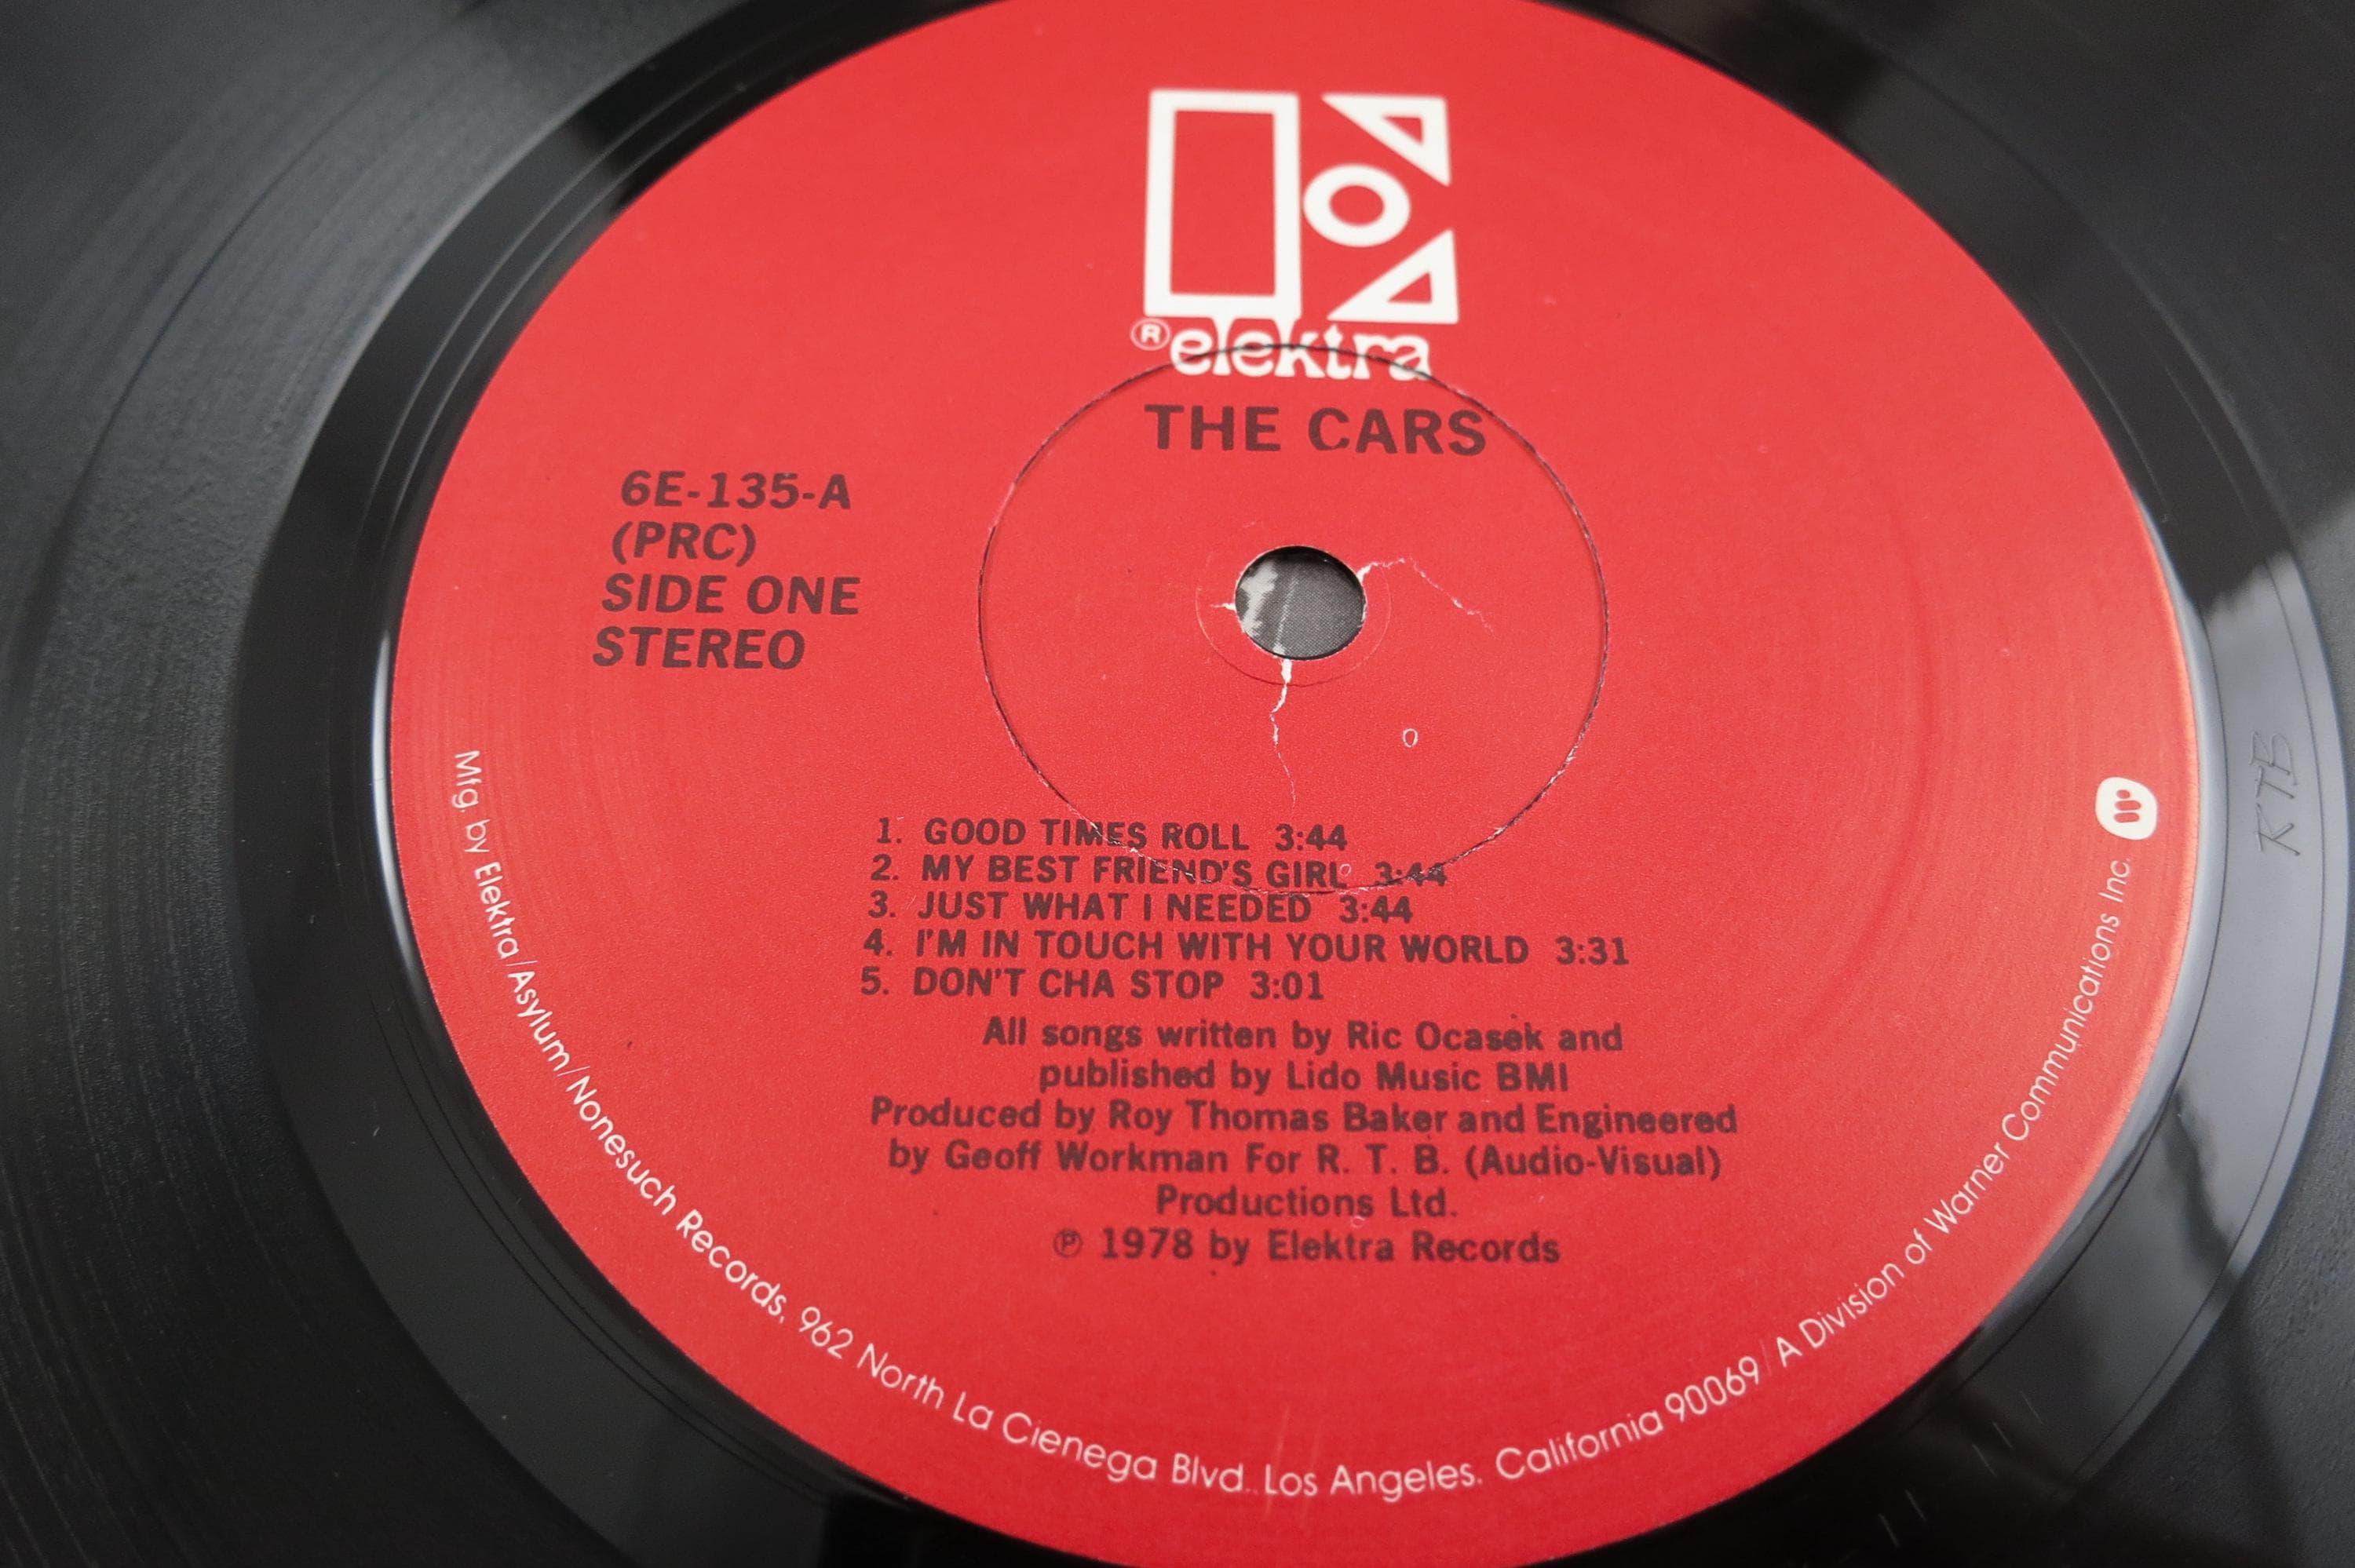 ® elektra
THE CARS
6E-135-A
(PRC)
SIDE ONE
STEREO
1. GOOD TIMES ROLL 3:44
2. MY BEST FRIEND'S GIRL 3:44
3. JUST WHAT I NEEDED 3:44
4. I'M IN TOUCH WITH YOUR WORLD 3:31
5. DON'T CHA STOP 3:01
All songs written by Ric Ocasek and
published by Lido Music BMI
Produced by Roy Thomas Baker and Engineered
by Geoff Workman For R. T. B. (Audio-Visual)
Productions Ltd.
℗ 1978 by Elektra Records
Mfg. by Elektra/Asylum/Nonesuch Records, 962 North La Cienega Blvd., Los Angeles, California 90069 / A Division of Warner Communications Inc.
KTB